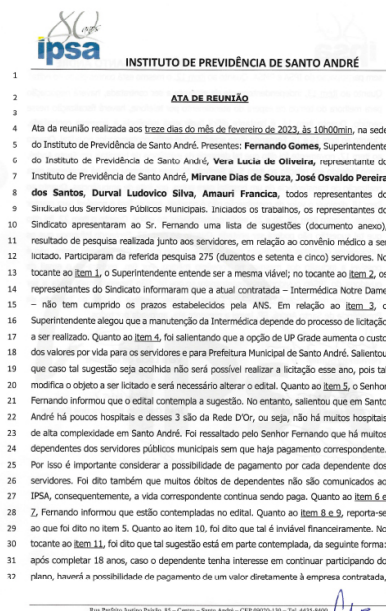 80 anos
ipsa
INSTITUTO DE PREVIDÊNCIA DE SANTO ANDRÉ
1
2 ATA DE REUNIÃO
3
4 Ata da reunião realizada aos treze dias do mês de fevereiro de 2023, às 10h00min, na sede
5 do Instituto de Previdência de Santo André. Presentes: Fernando Gomes, Superintendente
6 do Instituto de Previdência de Santo André, Vera Lucia de Oliveira, representante do
7 Instituto de Previdência de Santo André, Mirvane Dias de Souza, José Osvaldo Pereira
8 dos Santos, Durval Ludovico Silva, Amauri Francica, todos representantes do
9 Sindicato dos Servidores Públicos Municipais. Iniciados os trabalhos, os representantes do
10 Sindicato apresentaram ao Sr. Fernando uma lista de sugestões (documento anexo),
11 resultado de pesquisa realizada junto aos servidores, em relação ao convênio médico a ser
12 licitado. Participaram da referida pesquisa 275 (duzentos e setenta e cinco) servidores. No
13 tocante ao item 1, o Superintendente entende ser a mesma viável; no tocante ao item 2, os
14 representantes do Sindicato informaram que a atual contratada – Intermédica Notre Dame
15 – não tem cumprido os prazos estabelecidos pela ANS. Em relação ao item 3, o
16 Superintendente alegou que a manutenção da Intermédica depende do processo de licitação
17 a ser realizado. Quanto ao item 4, foi salientando que a opção de UP Grade aumenta o custo
18 dos valores por vida para os servidores e para Prefeitura Municipal de Santo André. Salientou
19 que caso tal sugestão seja acolhida não será possível realizar a licitação esse ano, pois tal
20 modifica o objeto a ser licitado e será necessário alterar o edital. Quanto ao item 5, o Senhor
21 Fernando informou que o edital contempla a sugestão. No entanto, salientou que em Santo
22 André há poucos hospitais e desses 3 são da Rede D'Or, ou seja, não há muitos hospitais
23 de alta complexidade em Santo André. Foi ressaltado pelo Senhor Fernando que há muitos
24 dependentes dos servidores públicos municipais sem que haja pagamento correspondente.
25 Por isso é importante considerar a possibilidade de pagamento por cada dependente dos
26 servidores. Foi dito também que muitos óbitos de dependentes não são comunicados ao
27 IPSA, consequentemente, a vida correspondente continua sendo paga. Quanto ao item 6 e
28 7, Fernando informou que estão contempladas no edital. Quanto ao item 8 e 9, reporta-se
29 ao que foi dito no item 5. Quanto ao item 10, foi dito que tal é inviável financeiramente. No
30 tocante ao item 11, foi dito que tal sugestão está em parte contemplada, da seguinte forma:
31 após completar 18 anos, caso o dependente tenha interesse em continuar participando do
32 plano, haverá a possibilidade de pagamento de um valor diretamente à empresa contratada,